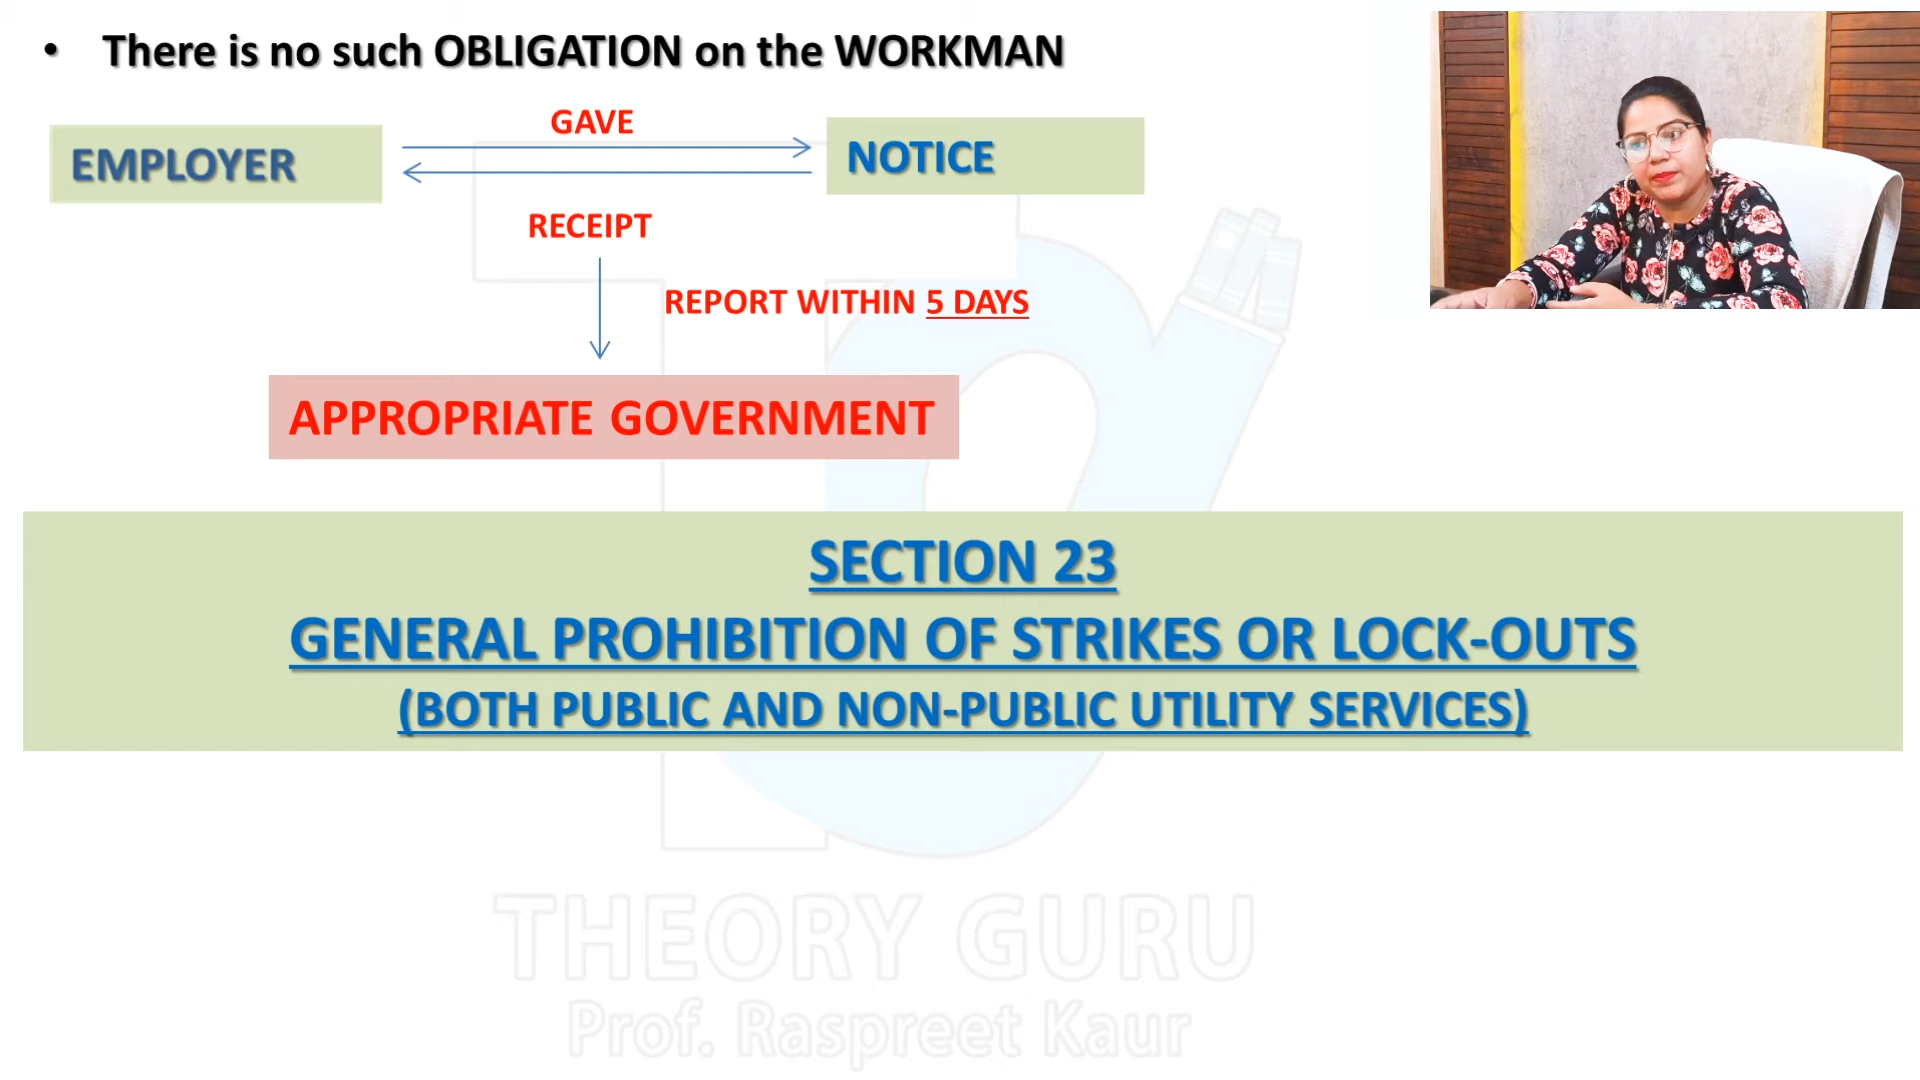 • There is no such OBLIGATION on the WORKMAN
GAVE
EMPLOYER
NOTICE
RECEIPT
REPORT WITHIN 5 DAYS
APPROPRIATE GOVERNMENT
SECTION 23
GENERAL PROHIBITION OF STRIKES OR LOCK-OUTS
(BOTH PUBLIC AND NON-PUBLIC UTILITY SERVICES)
THEORY GURU
Prof. Raspreet Kaur